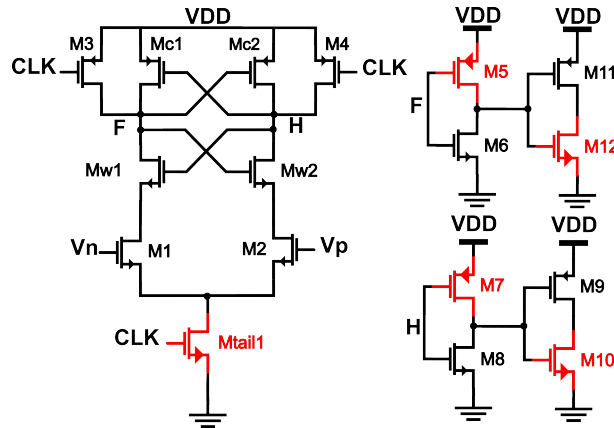 VDD
M3 Mc1 Mc2 M4
CLK CLK
F H
Mw1 Mw2
Vn M1 M2 Vp
CLK Mtail1
VDD VDD
M5 M11
F
M6 M12
VDD VDD
M7 M9
H
M8 M10